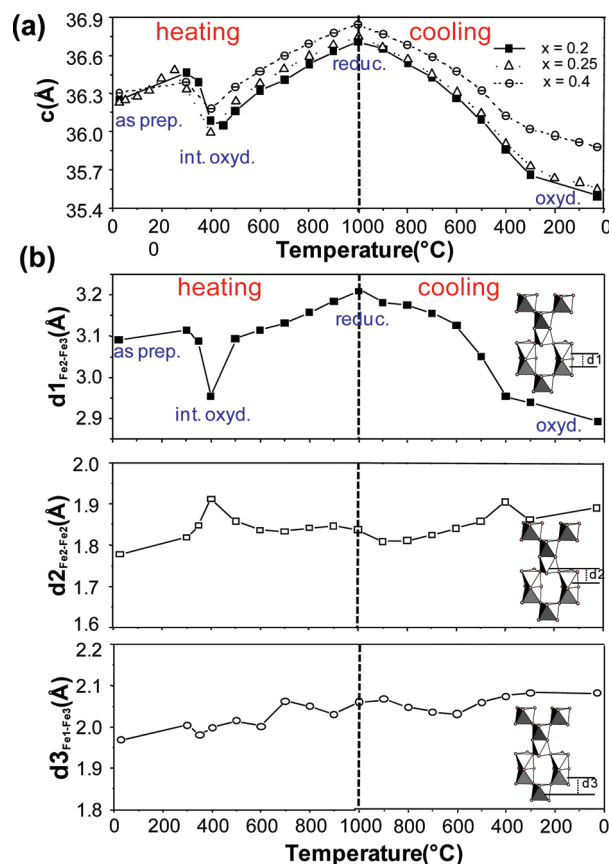 (a)
heating
cooling
36.9
36.6
36.3
36.0
35.7
35.4
c(Å)
x = 0.2
x = 0.25
x = 0.4
reduc.
as prep.
int. oxyd.
oxyd.
0 200 400 600 800 1000 800 600 400 200 0
Temperature(°C)
(b)
heating
cooling
3.2
3.1
3.0
2.9
d1Fe2-Fe3(Å)
reduc.
as prep.
int. oxyd.
oxyd.
d1
2.0
1.9
1.8
1.7
1.6
d2Fe2-Fe2(Å)
d2
2.2
2.1
2.0
1.9
1.8
d3Fe1-Fe3(Å)
d3
0 200 400 600 800 1000 800 600 400 200 0
Temperature(°C)